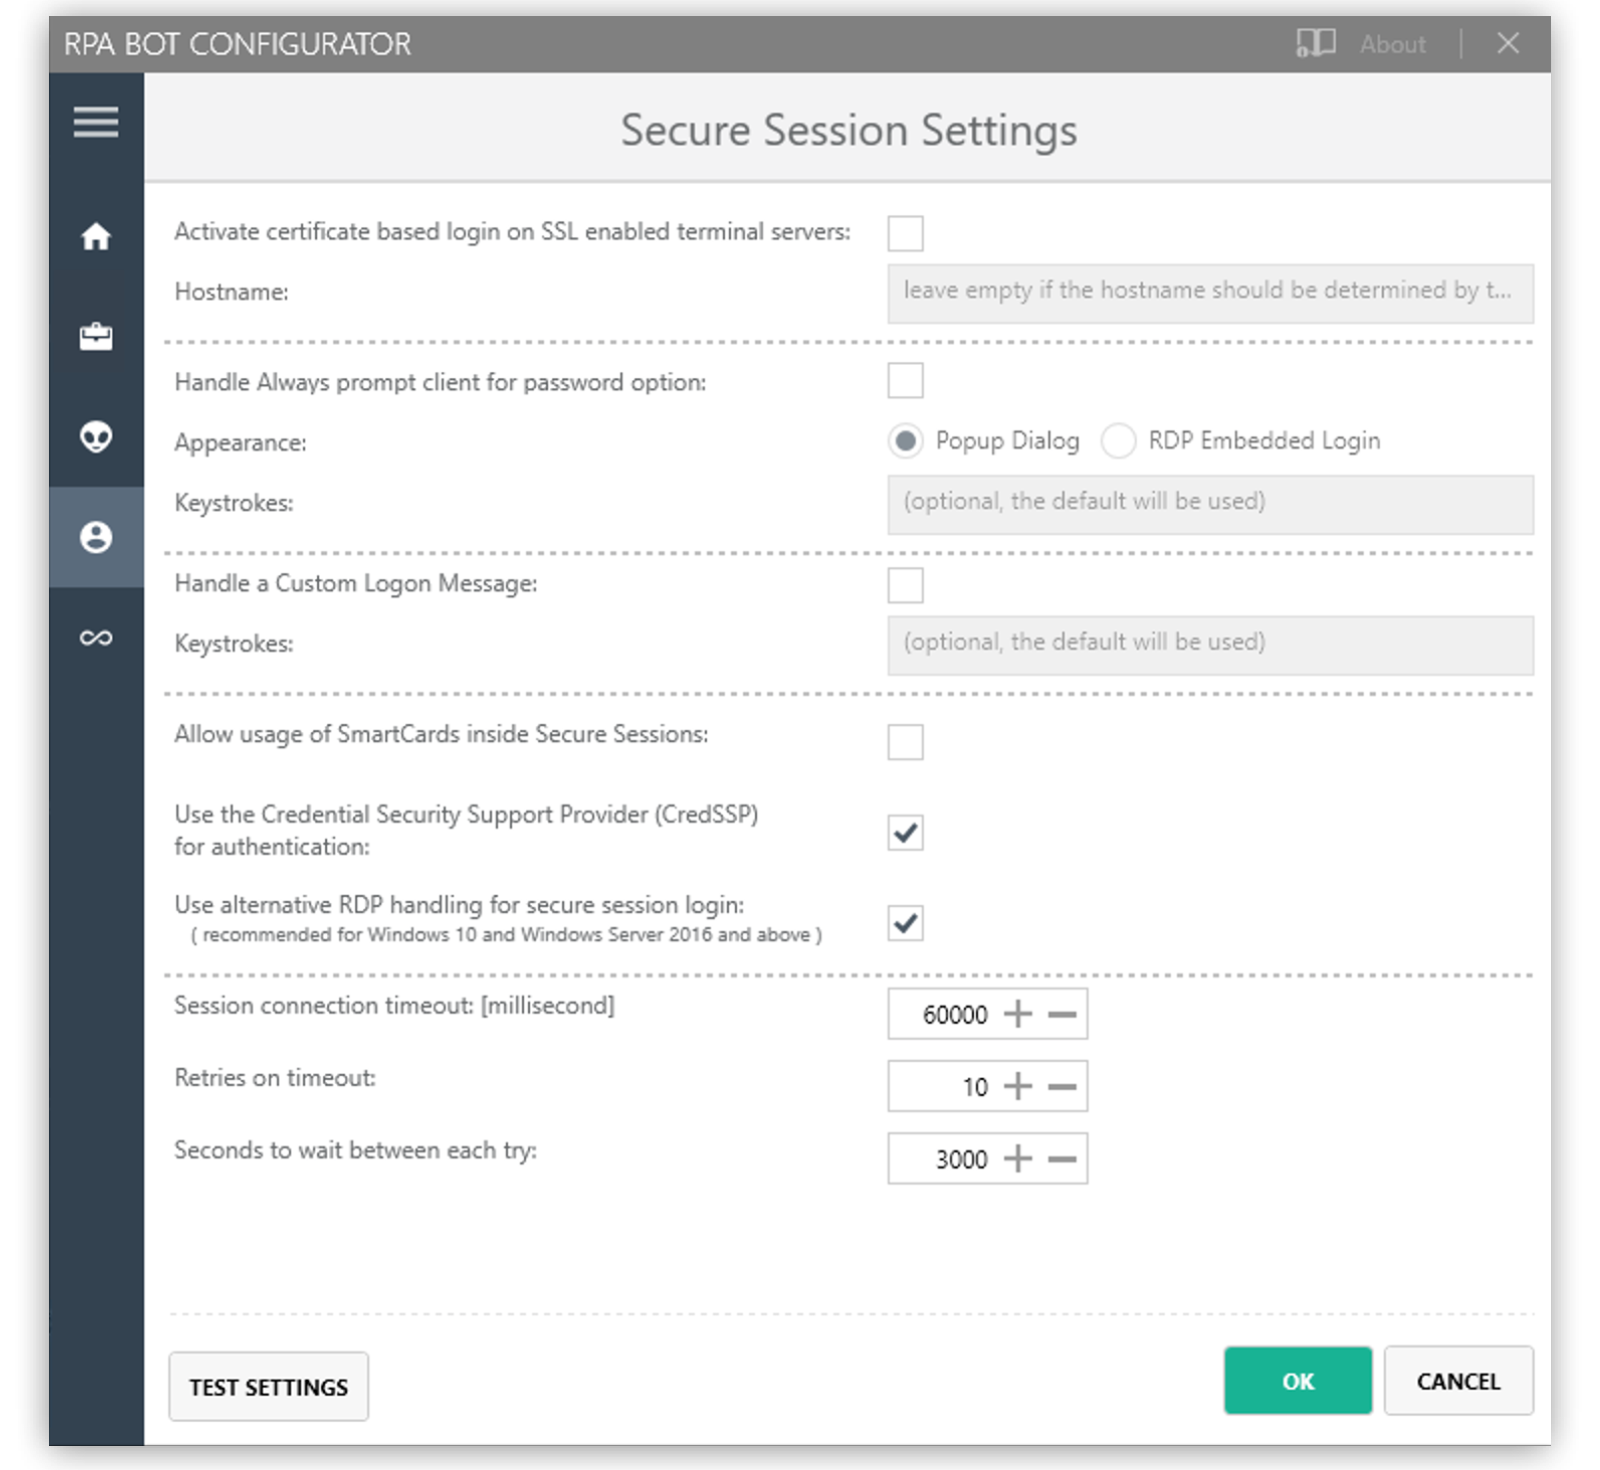 RPA BOT CONFIGURATOR
About
Secure Session Settings
Activate certificate based login on SSL enabled terminal servers:
Hostname:
leave empty if the hostname should be determined by t...
Handle Always prompt client for password option:
Appearance:
Popup Dialog
RDP Embedded Login
Keystrokes:
(optional, the default will be used)
Handle a Custom Logon Message:
Keystrokes:
(optional, the default will be used)
Allow usage of SmartCards inside Secure Sessions:
Use the Credential Security Support Provider (CredSSP)
for authentication:
Use alternative RDP handling for secure session login:
( recommended for Windows 10 and Windows Server 2016 and above )
Session connection timeout: [millisecond]
60000
Retries on timeout:
10
Seconds to wait between each try:
3000
TEST SETTINGS
OK
CANCEL